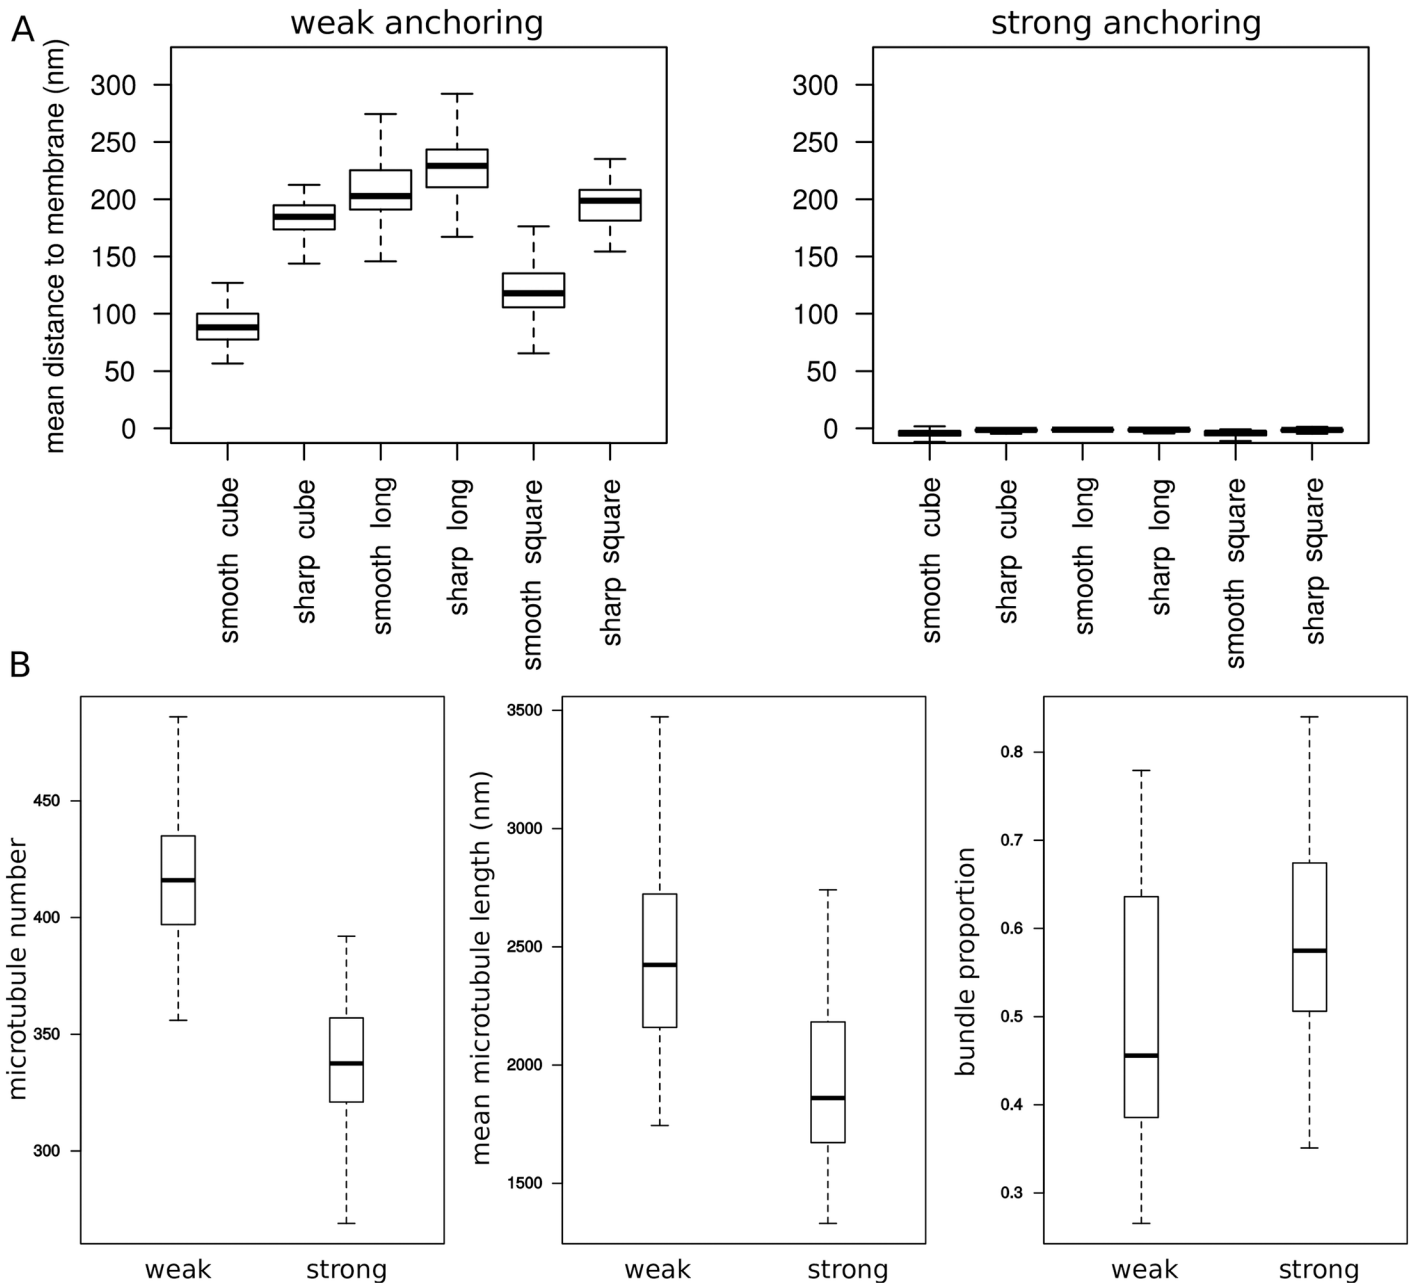 A
weak anchoring
strong anchoring
mean distance to membrane (nm)
300
250
200
150
100
50
0
smooth cube
sharp cube
smooth long
sharp long
smooth square
sharp square
300
250
200
150
100
50
0
smooth cube
sharp cube
smooth long
sharp long
smooth square
sharp square
B
microtubule number
450
400
350
300
weak
strong
mean microtubule length (nm)
3500
3000
2500
2000
1500
weak
strong
bundle proportion
0.8
0.7
0.6
0.5
0.4
0.3
weak
strong